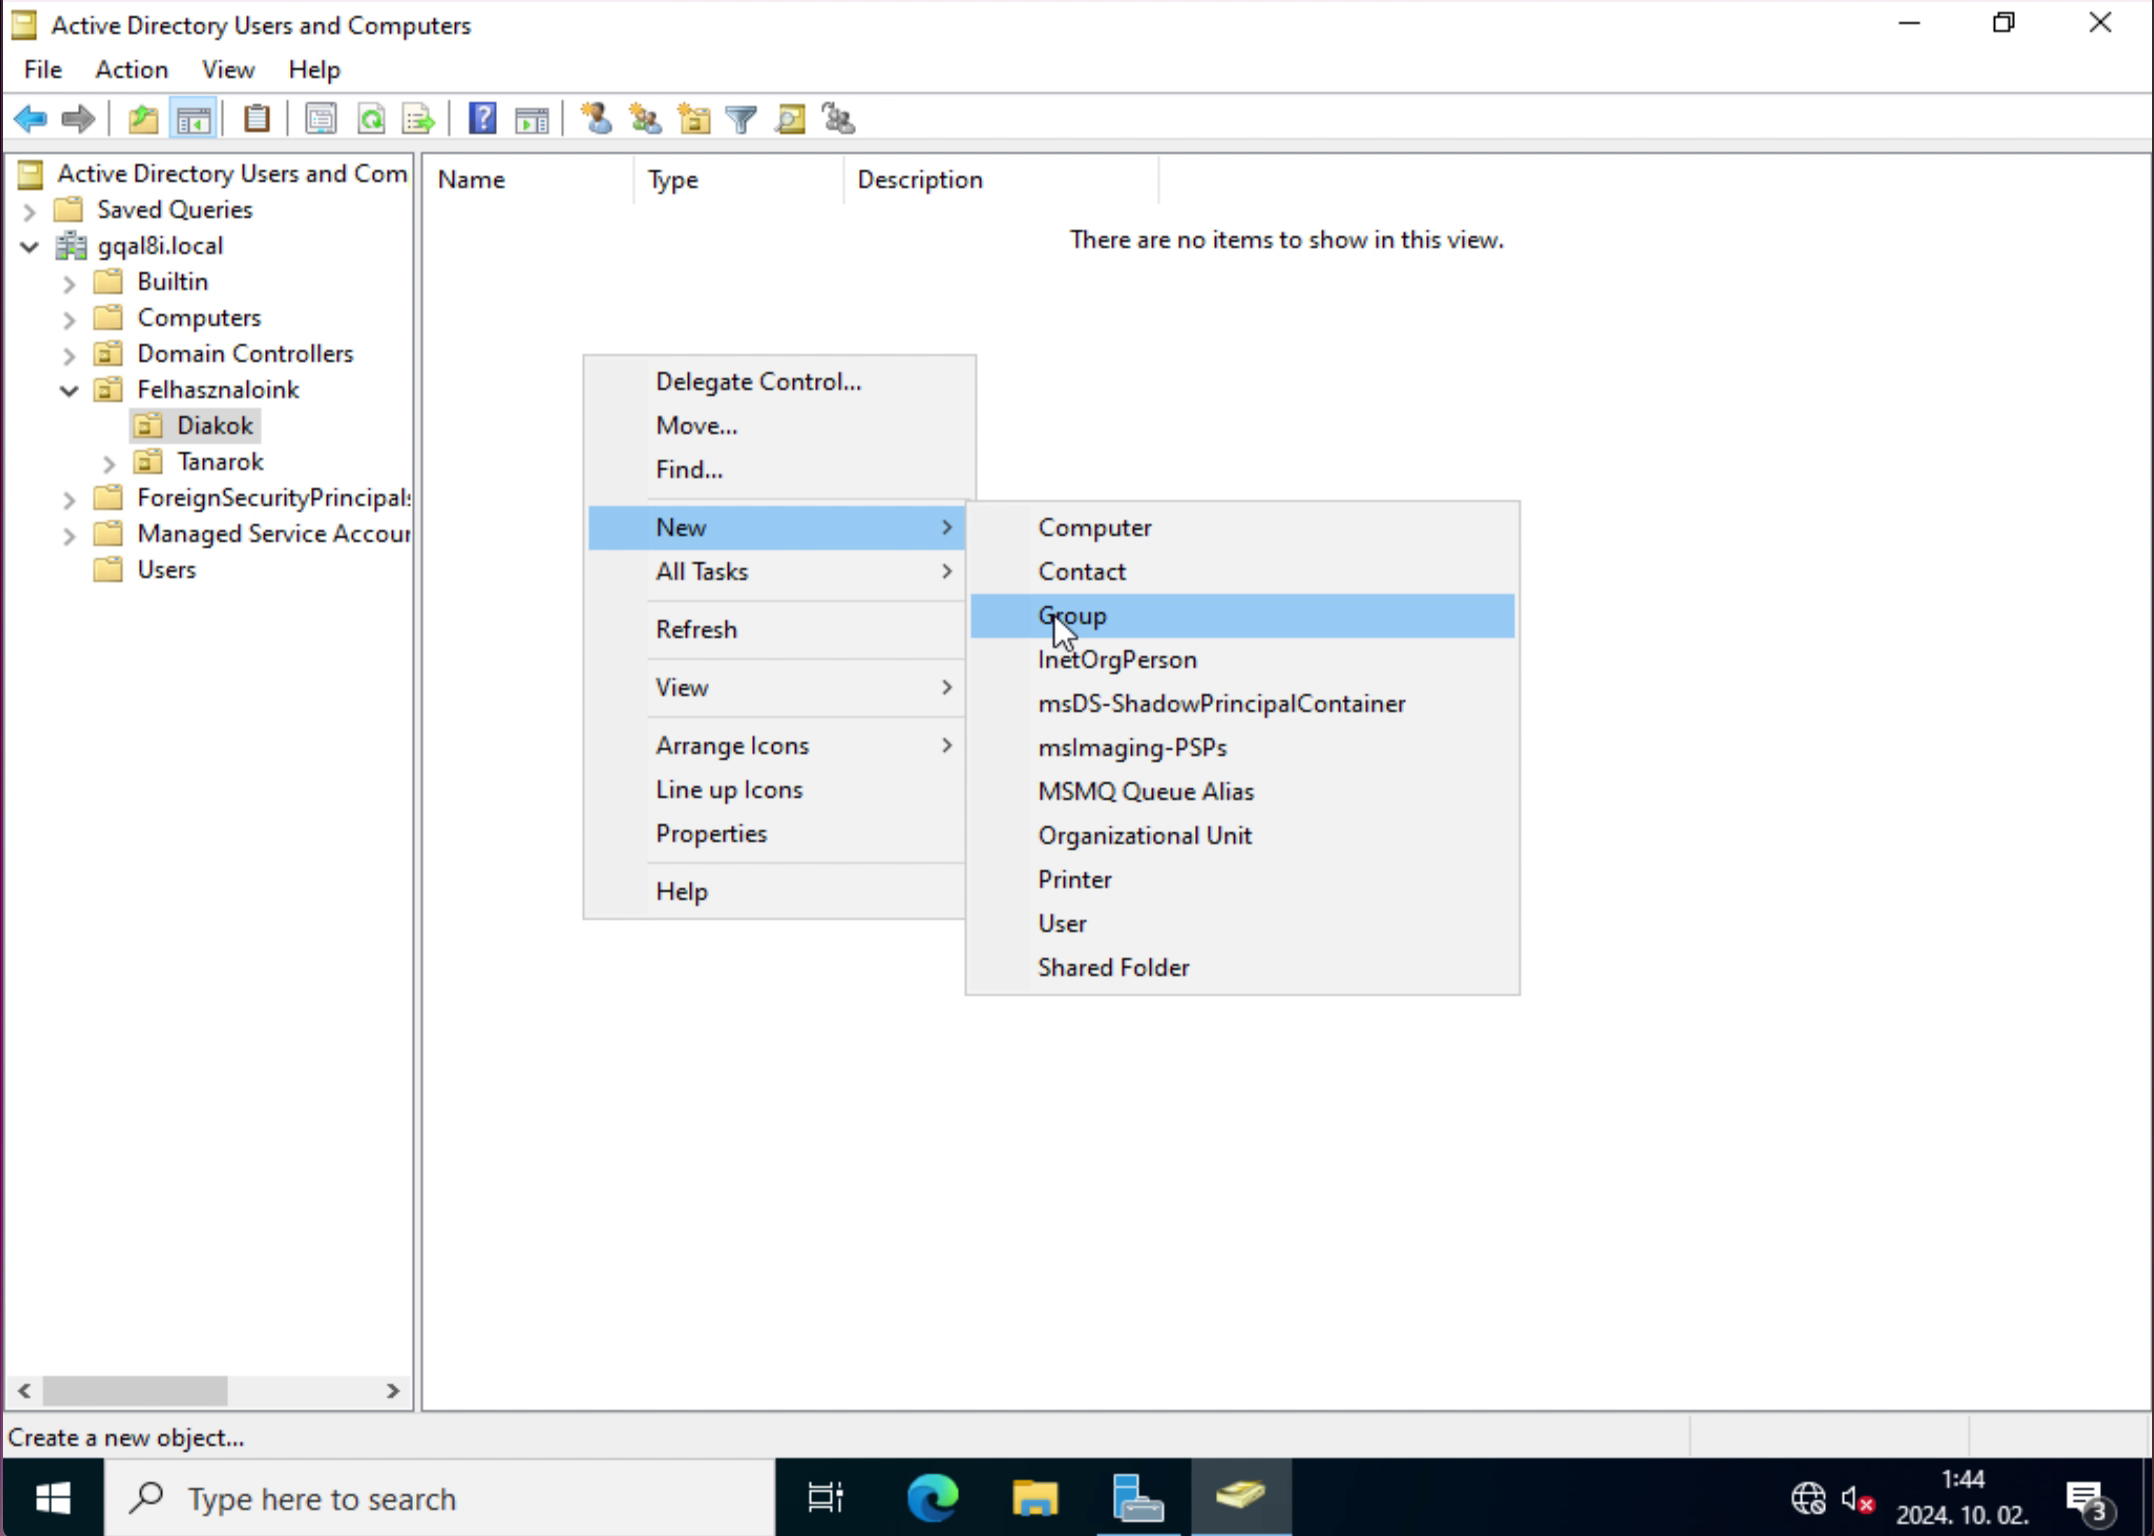 Active Directory Users and Computers
File Action View Help
Active Directory Users and Com
Saved Queries
gqal8i.local
Builtin
Computers
Domain Controllers
Felhasznaloink
Diakok
Tanarok
ForeignSecurityPrincipals
Managed Service Accour
Users
Name Type Description
There are no items to show in this view.
Delegate Control...
Move...
Find...
New
All Tasks
Refresh
View
Arrange Icons
Line up Icons
Properties
Help
Computer
Contact
Group
InetOrgPerson
msDS-ShadowPrincipalContainer
msImaging-PSPs
MSMQ Queue Alias
Organizational Unit
Printer
User
Shared Folder
Create a new object...
Type here to search
1:44
2024. 10. 02.
3